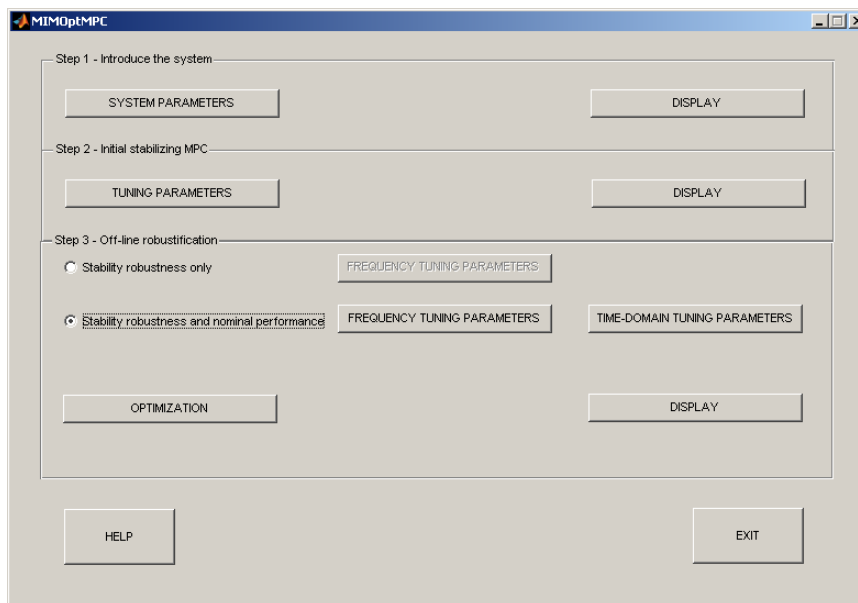 MIMOptMPC
Step 1 - Introduce the system
SYSTEM PARAMETERS DISPLAY
Step 2 - Initial stabilizing MPC
TUNING PARAMETERS DISPLAY
Step 3 - Off-line robustification
Stability robustness only FREQUENCY TUNING PARAMETERS
Stability robustness and nominal performance FREQUENCY TUNING PARAMETERS TIME-DOMAIN TUNING PARAMETERS
OPTIMIZATION DISPLAY
HELP EXIT